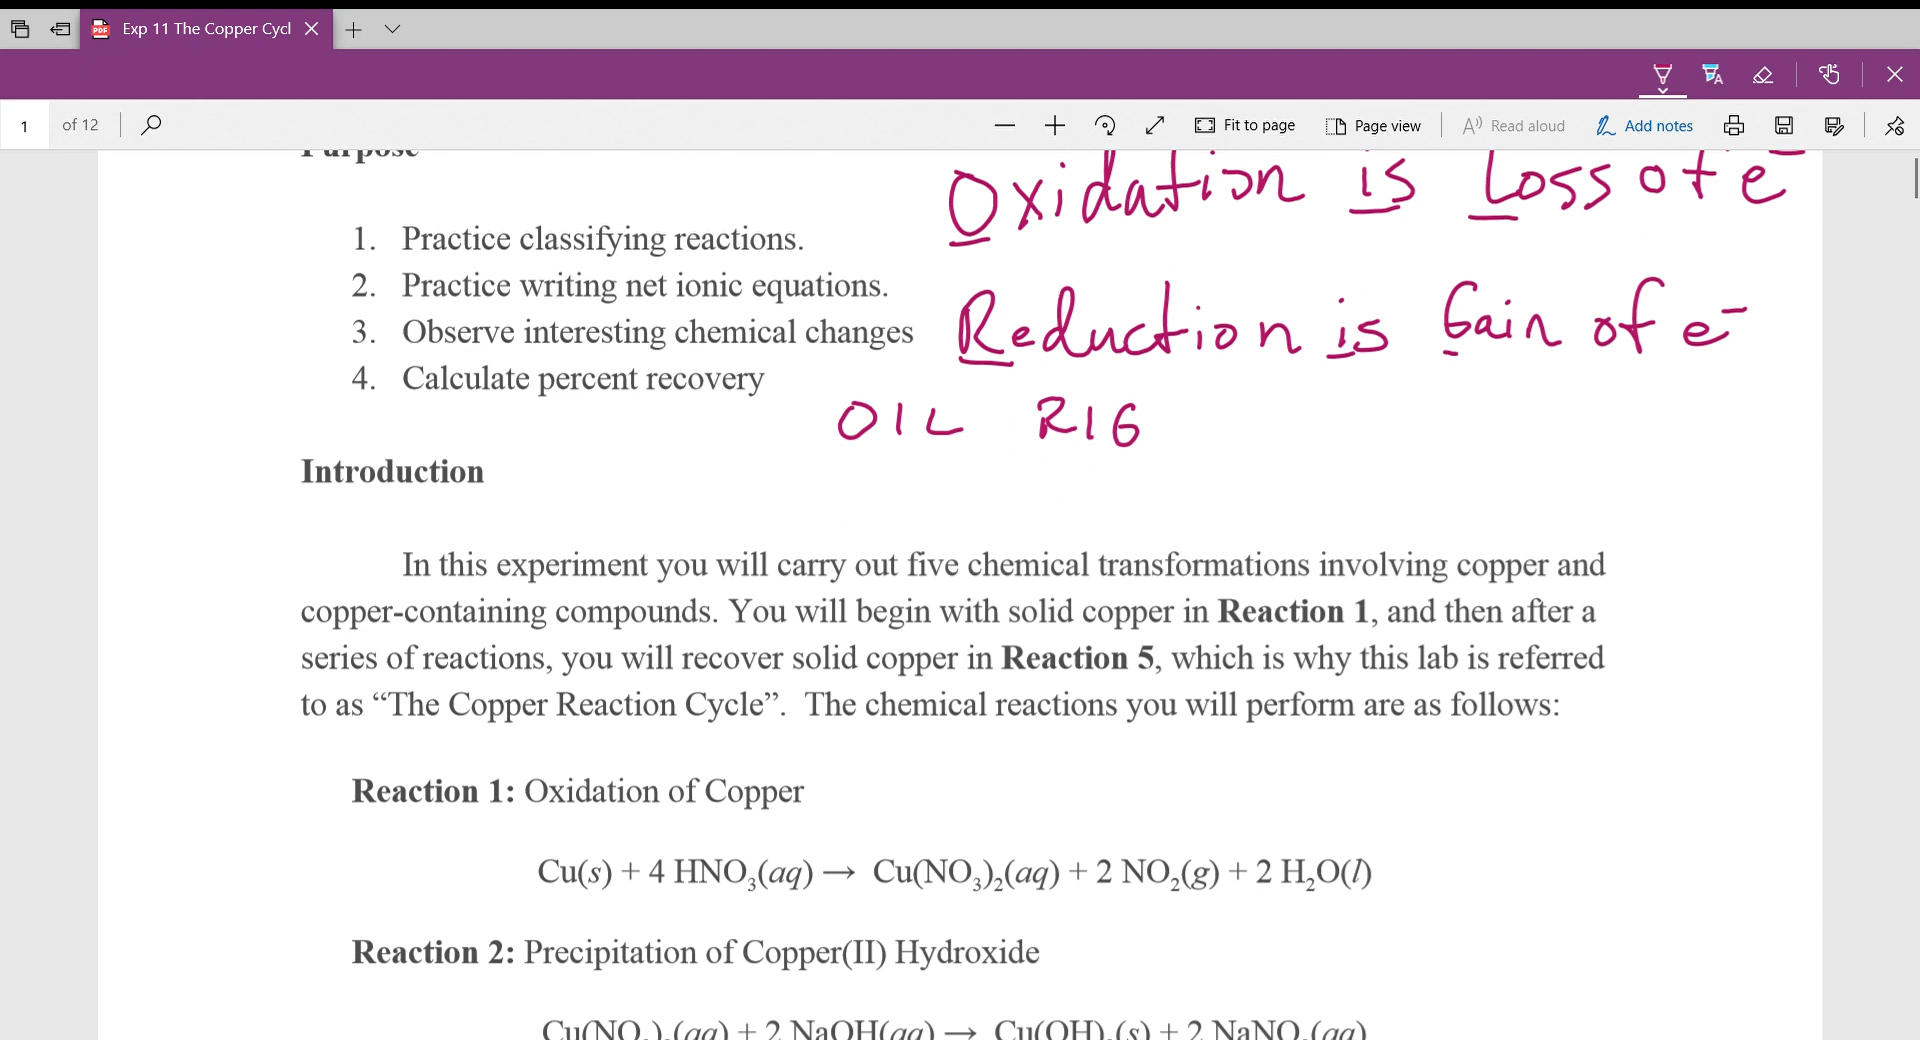 Exp 11 The Copper Cycl
1 of 12 Fit to page Page view Read aloud Add notes
Purpose
Oxidation is Loss of e⁻
1. Practice classifying reactions.
2. Practice writing net ionic equations.
3. Observe interesting chemical changes
Reduction is Gain of e⁻
4. Calculate percent recovery
OIL RIG
Introduction
In this experiment you will carry out five chemical transformations involving copper and
copper-containing compounds. You will begin with solid copper in Reaction 1, and then after a
series of reactions, you will recover solid copper in Reaction 5, which is why this lab is referred
to as “The Copper Reaction Cycle”. The chemical reactions you will perform are as follows:
Reaction 1: Oxidation of Copper
Cu(s) + 4 HNO₃(aq) → Cu(NO₃)₂(aq) + 2 NO₂(g) + 2 H₂O(l)
Reaction 2: Precipitation of Copper(II) Hydroxide
Cu(NO₃)₂(aq) + 2 NaOH(aq) → Cu(OH)₂(s) + 2 NaNO₃(aq)